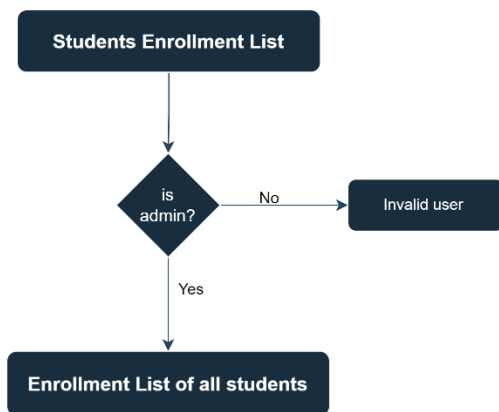 Students Enrollment List
is
admin?
No
Invalid user
Yes
Enrollment List of all students